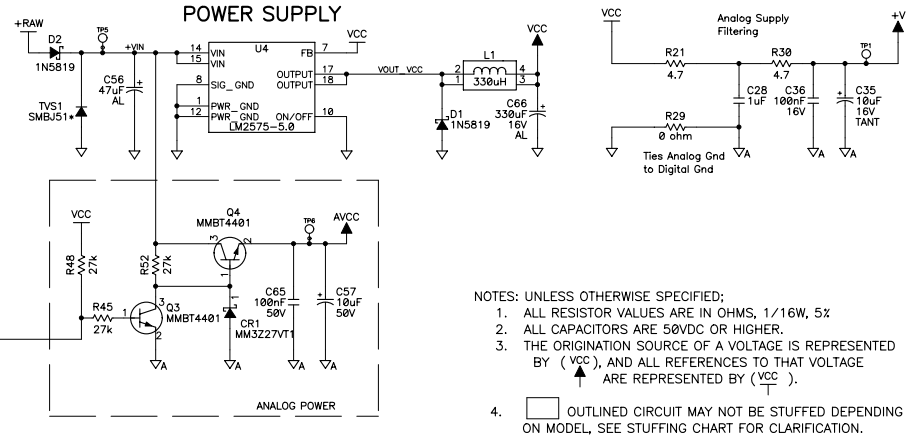 POWER SUPPLY
+RAW
D2
1N5819
TP5
+VIN
C56
47uF
AL
TVS1
SMBJ51*
14
15
8
1
12
VIN
VIN
SIG_GND
PWR_GND
PWR_GND
U4
FB
OUTPUT
OUTPUT
ON/OFF
LM2575-5.0
7
17
18
10
VCC
VOUT_VCC
L1
2
1
330uH
4
3
D1
1N5819
VCC
C66
330uF
16V
AL
VCC
Analog Supply
Filtering
R21
4.7
R30
4.7
TP1
+V
C28
1uF
C36
100nF
16V
C35
10uF
16V
TANT
R29
0 ohm
Ties Analog Gnd
to Digital Gnd
A
A
A
VCC
R48
27k
R45
27k
R52
27k
1
3
2
Q3
MMBT4401
Q4
MMBT4401
3
2
1
1
CR1
MM3Z27VT1
C65
100nF
50V
TP6
AVCC
C57
10uF
50V
A
A
A
A
ANALOG POWER
NOTES: UNLESS OTHERWISE SPECIFIED;
1. ALL RESISTOR VALUES ARE IN OHMS, 1/16W, 5%
2. ALL CAPACITORS ARE 50VDC OR HIGHER.
3. THE ORIGINATION SOURCE OF A VOLTAGE IS REPRESENTED
BY (VCC), AND ALL REFERENCES TO THAT VOLTAGE
ARE REPRESENTED BY (VCC).
4. OUTLINED CIRCUIT MAY NOT BE STUFFED DEPENDING
ON MODEL, SEE STUFFING CHART FOR CLARIFICATION.